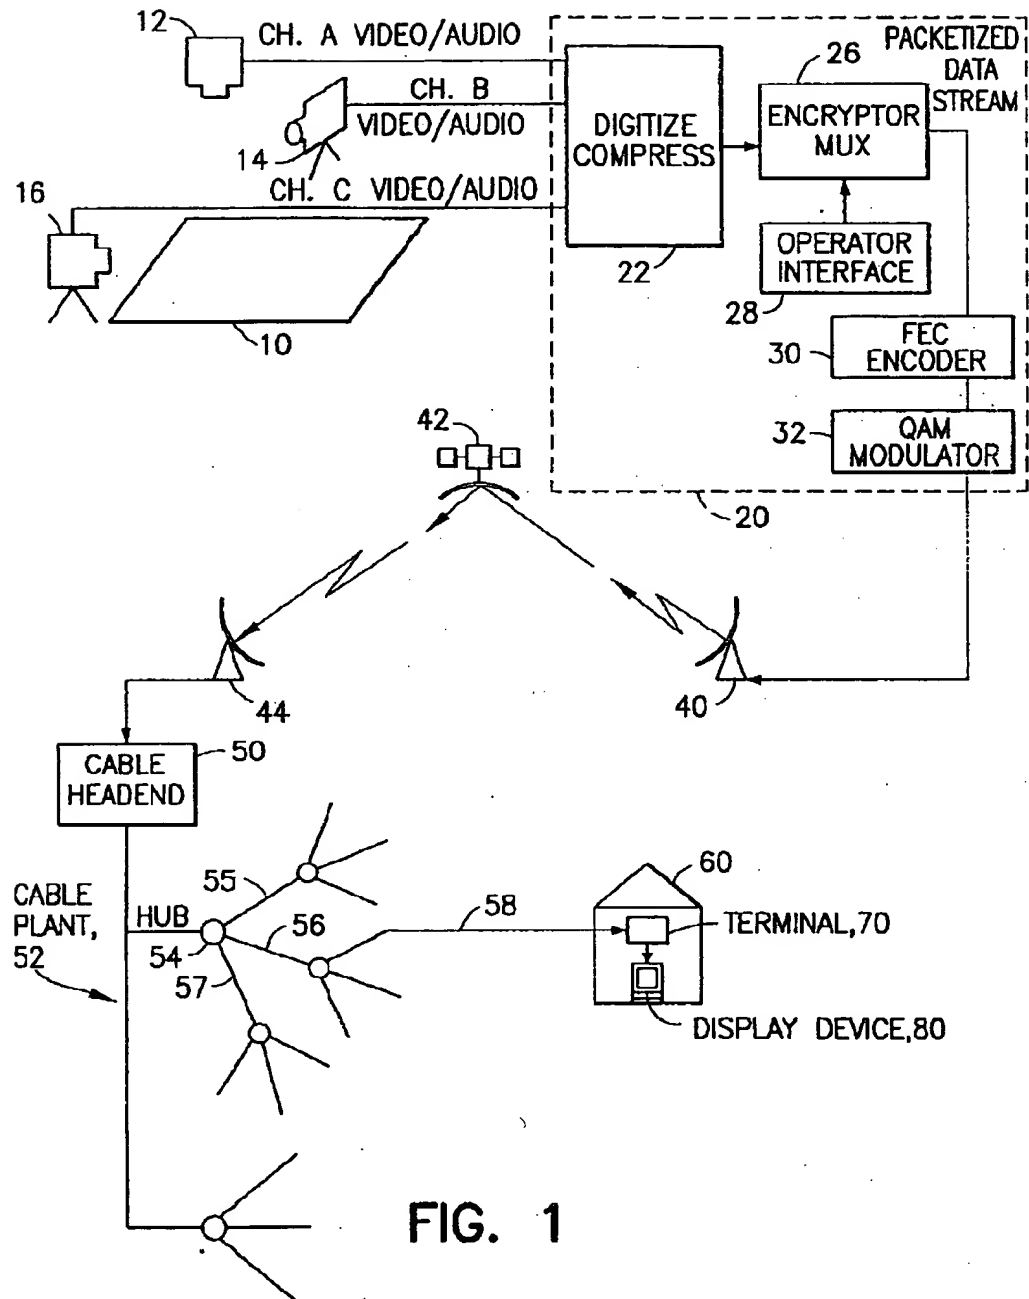 12
CH. A VIDEO/AUDIO
CH. B
VIDEO/AUDIO
14
CH. C VIDEO/AUDIO
16
10
PACKETIZED
DATA
STREAM
26
DIGITIZE
COMPRESS
ENCRYPTOR
MUX
22
OPERATOR
INTERFACE
28
30
FEC
ENCODER
32
QAM
MODULATOR
20
42
44
40
CABLE
HEADEND
50
CABLE
PLANT,
52
HUB
54
55
56
57
58
60
TERMINAL,70
DISPLAY DEVICE,80
FIG. 1